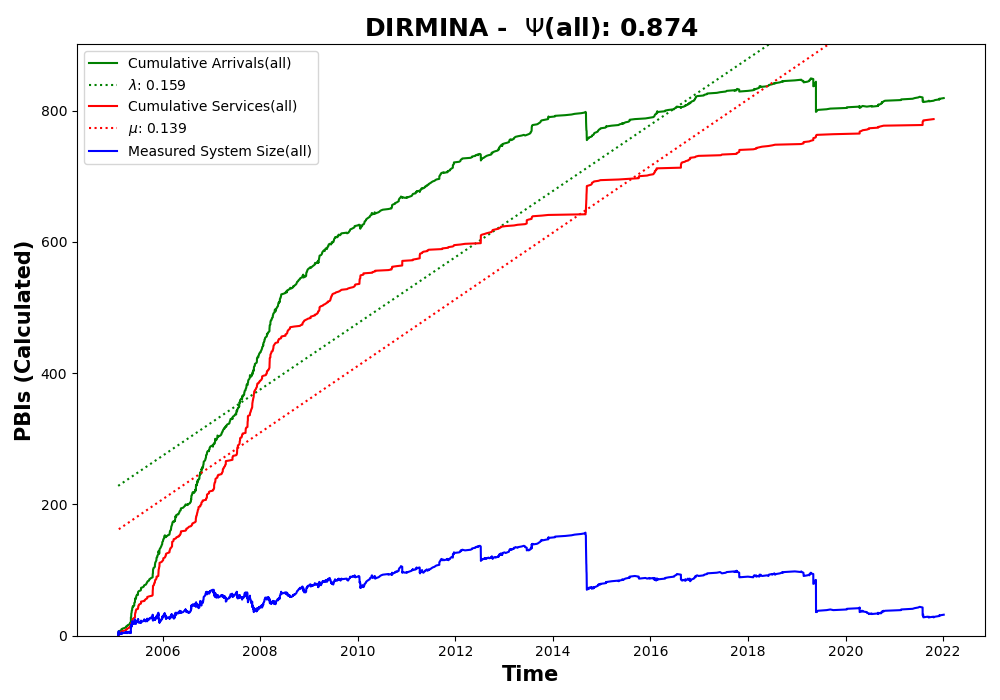 DIRMINA - Ψ(all): 0.874
Cumulative Arrivals(all)
λ: 0.159
Cumulative Services(all)
μ: 0.139
Measured System Size(all)
PBIs (Calculated)
800
600
400
200
0
2006 2008 2010 2012 2014 2016 2018 2020 2022
Time